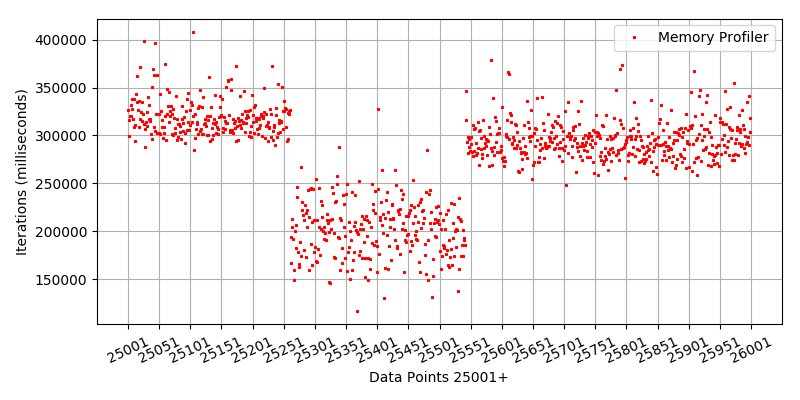 Memory Profiler
Iterations (milliseconds)
400000
350000
300000
250000
200000
150000
25001 25051 25101 25151 25201 25251 25301 25351 25401 25451 25501 25551 25601 25651 25701 25751 25801 25851 25901 25951 26001
Data Points 25001+